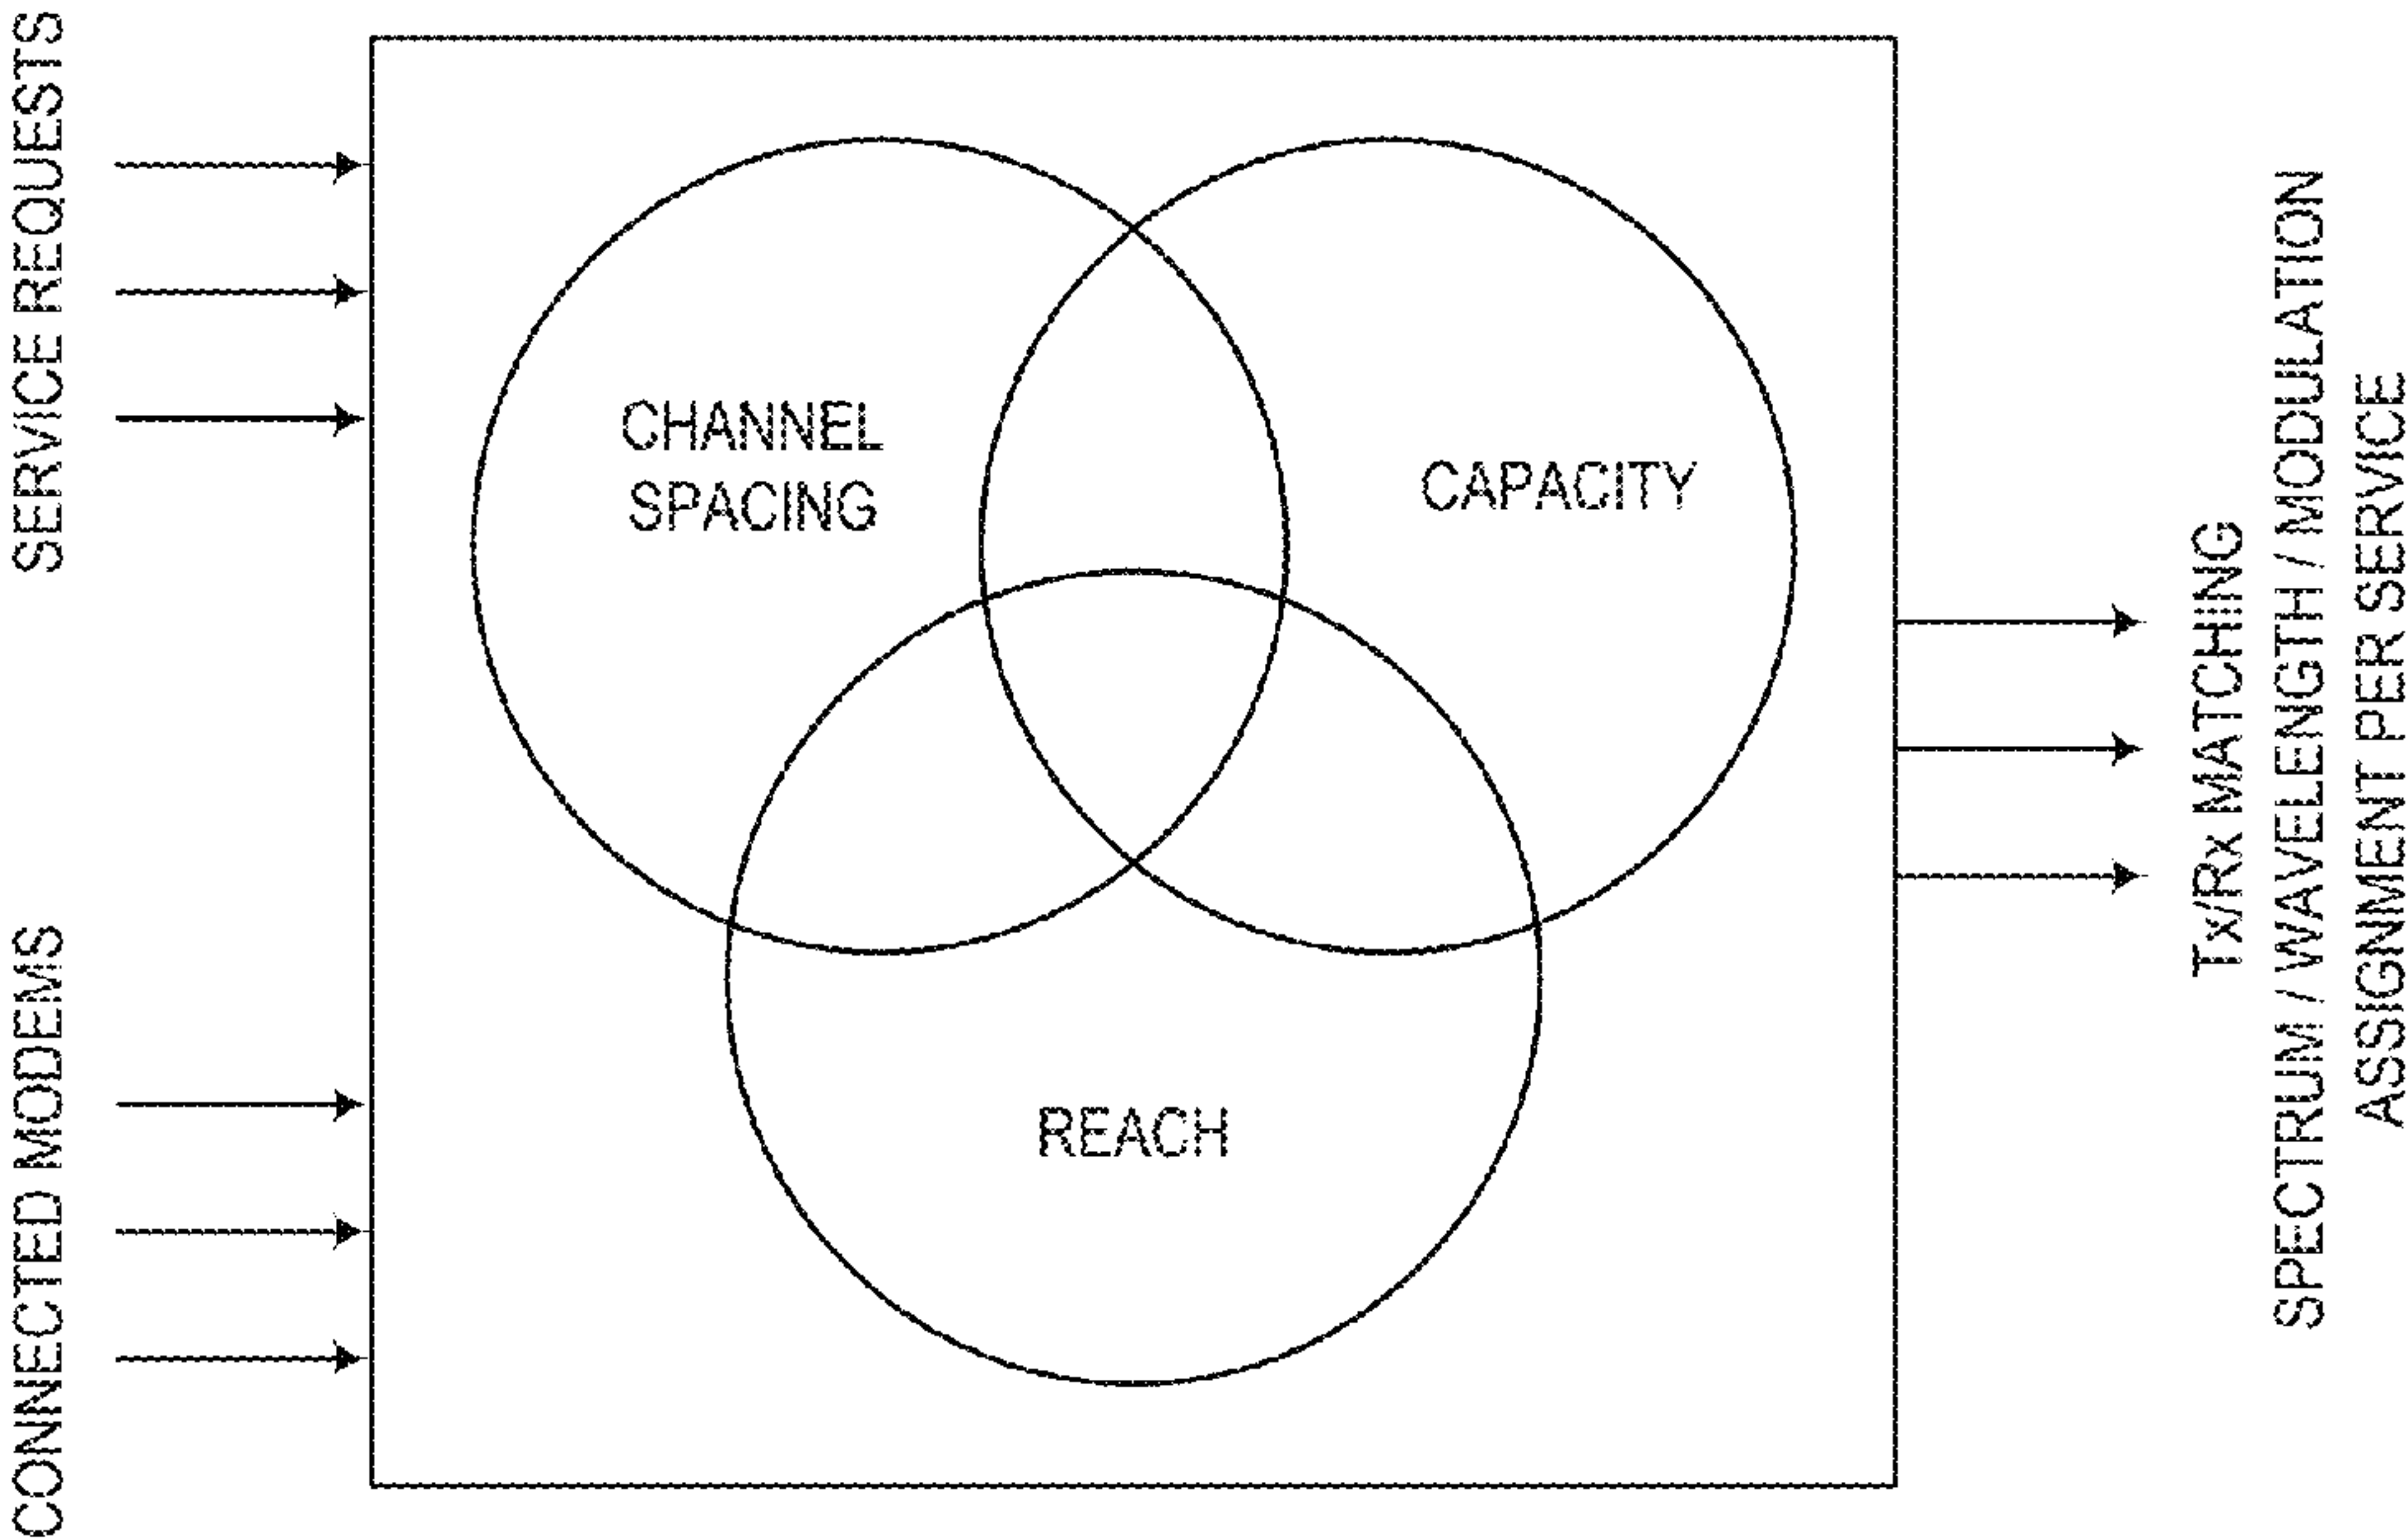 SERVICE REQUESTS
CONNECTED MODEMS
CHANNEL
SPACING
CAPACITY
REACH
Tx/Rx MATCHING
SPECTRUM / WAVELENGTH / MODULATION
ASSIGNMENT PER SERVICE